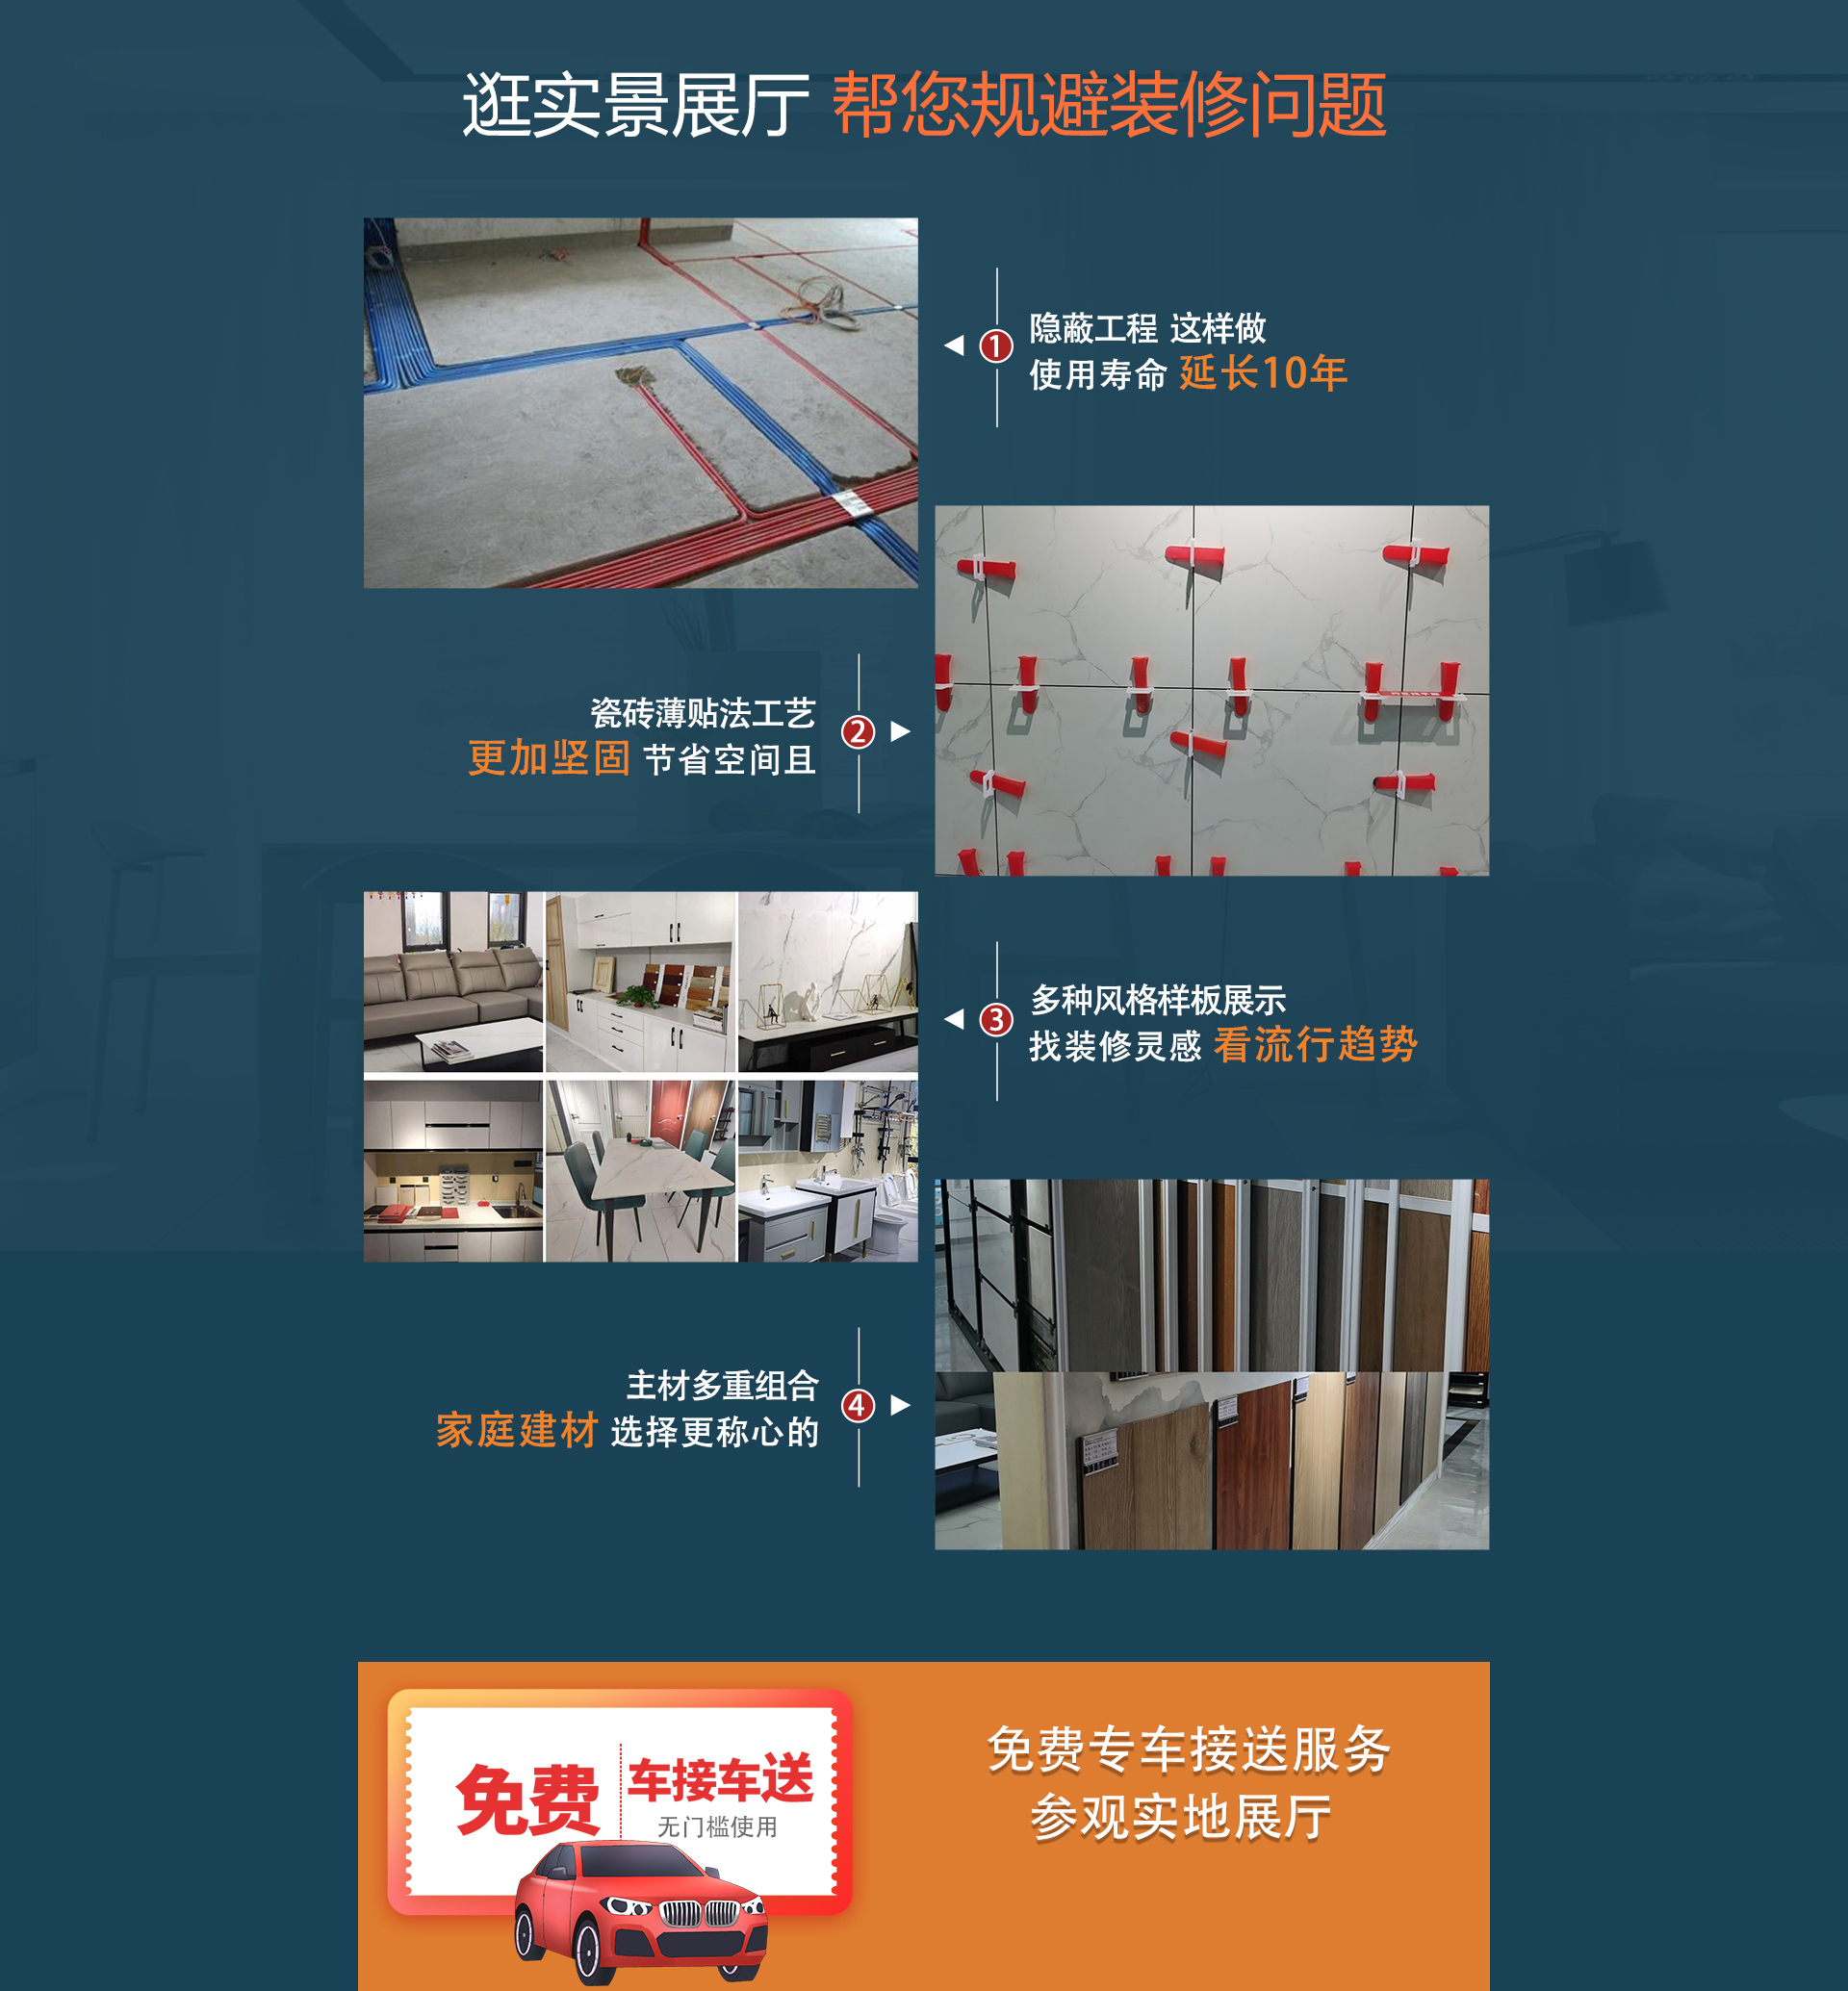 逛实景展厅 帮您规避装修问题
1
隐蔽工程 这样做
使用寿命 延长10年
2
瓷砖薄贴法工艺
更加坚固 节省空间且
3
多种风格样板展示
找装修灵感 看流行趋势
4
主材多重组合
家庭建材 选择更称心的
免费 车接车送
无门槛使用
免费专车接送服务
参观实地展厅